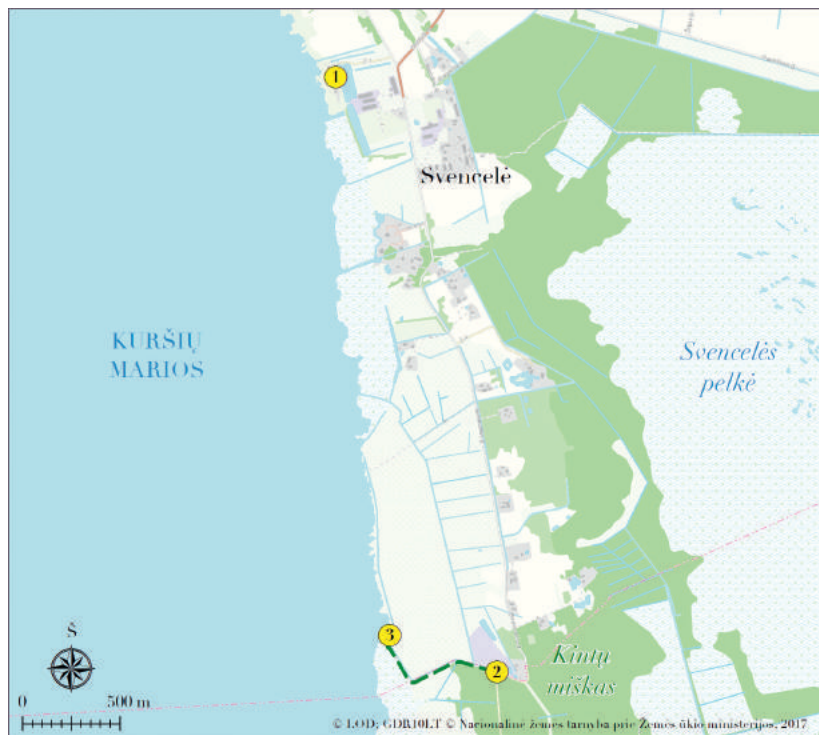 1
Svencelė
KURŠIŲ
MARIOS
Svencelės
pelkė
3
2
Kintų
miškas
Š
0 500 m
© LOD; GDR10LT © Nacionalinė žemės tarnyba prie Žemės ūkio ministerijos, 2017